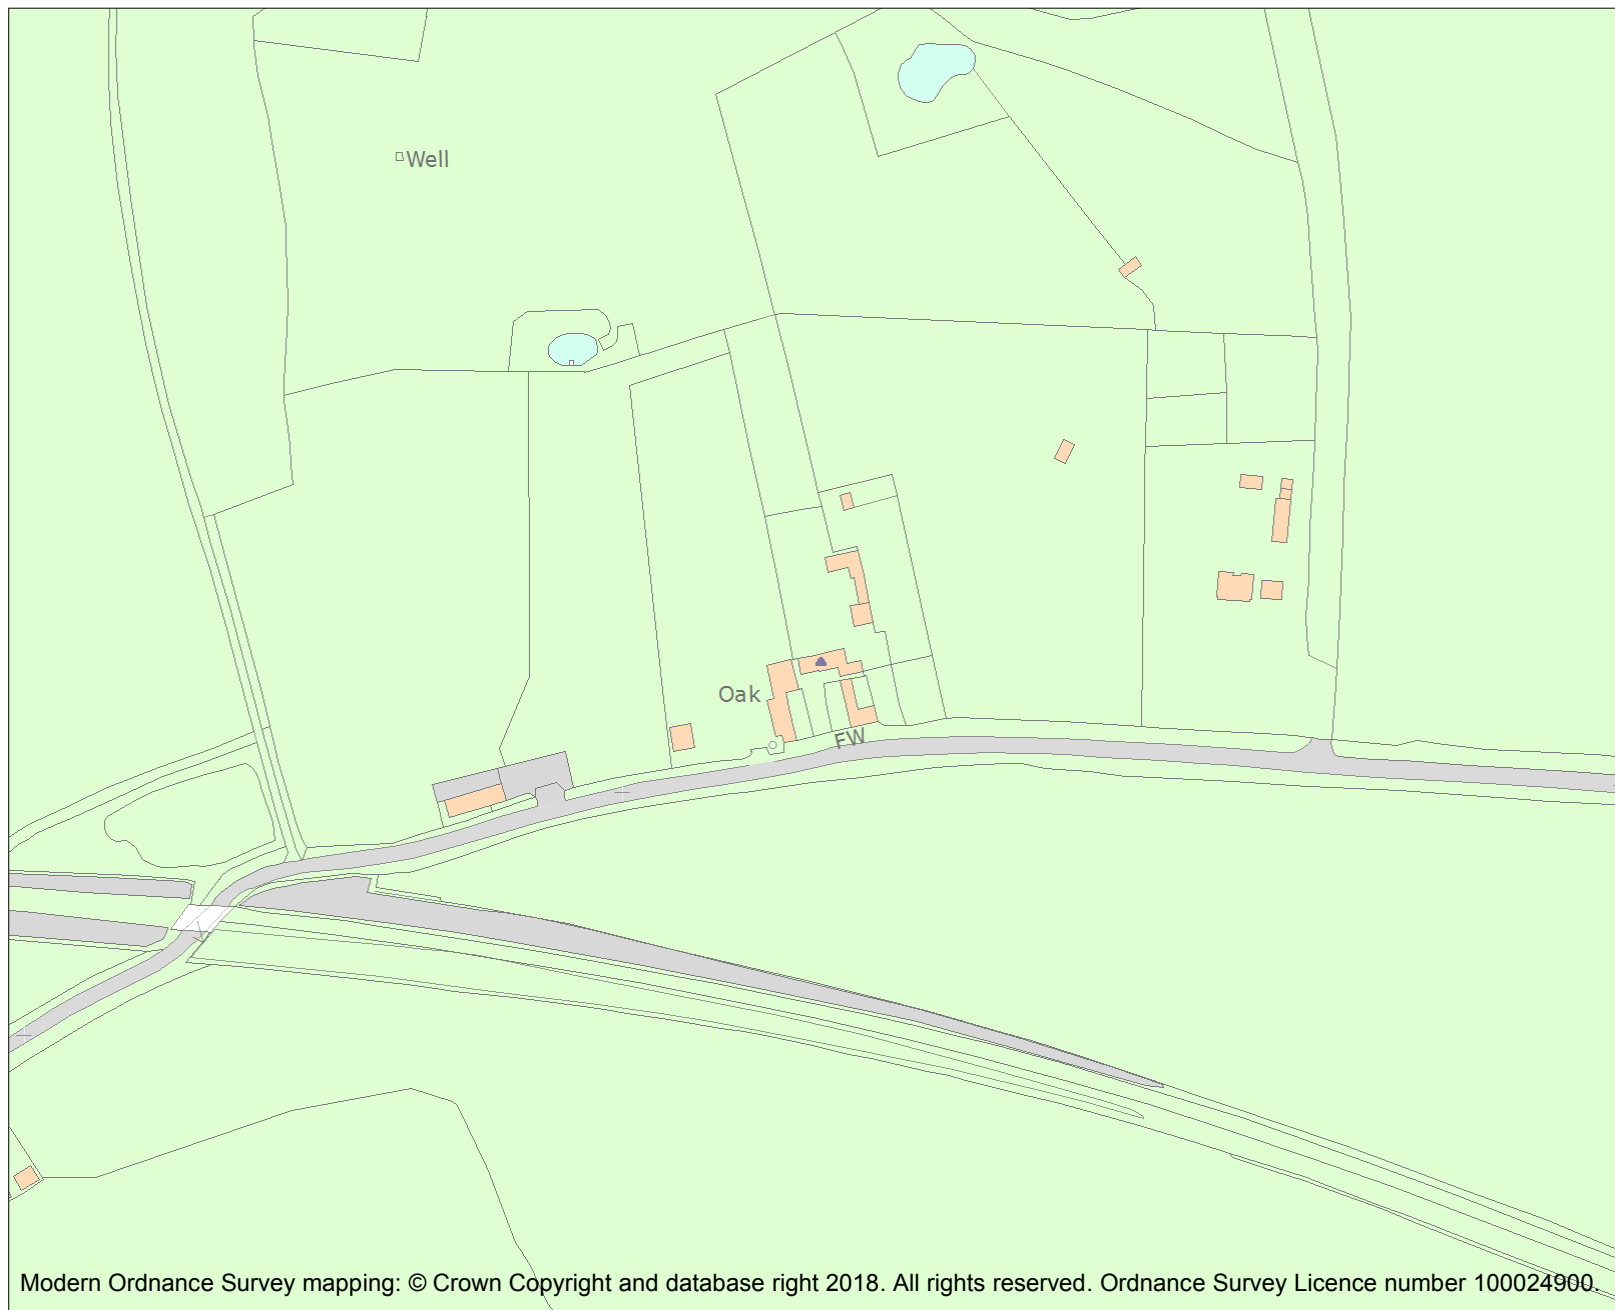 Well
Oak
FW
Modern Ordnance Survey mapping: © Crown Copyright and database right 2018. All rights reserved. Ordnance Survey Licence number 100024900.